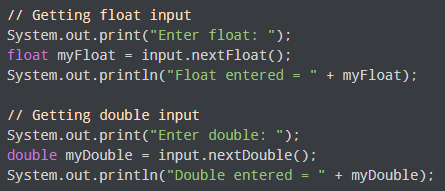 // Getting float input
System.out.print("Enter float: ");
float myFloat = input.nextFloat();
System.out.println("Float entered = " + myFloat);
// Getting double input
System.out.print("Enter double: ");
double myDouble = input.nextDouble();
System.out.println("Double entered = " + myDouble);